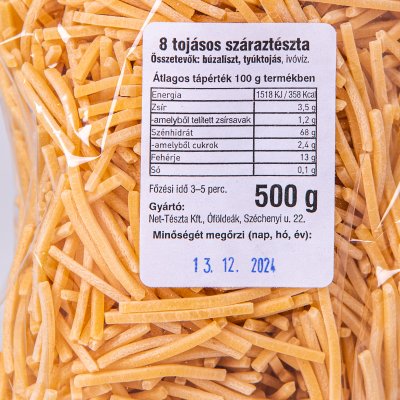 8 tojásos száraztészta
Összetevők: búzaliszt, tyúktojás, ivóvíz.
Átlagos tápérték 100 g termékben
Energia 1518 KJ / 358 Kcal
Zsír 3,5 g
-amelyből telített zsírsavak 1,2 g
Szénhidrát 68 g
-amelyből cukrok 2,4 g
Fehérje 13 g
Só 0,1 g
Főzési idő 3–5 perc. 500 g
Gyártó:
Net-Tészta Kft., Óföldeák, Széchenyi u. 22.
Minőségét megőrzi (nap, hó, év):
13. 12. 2024